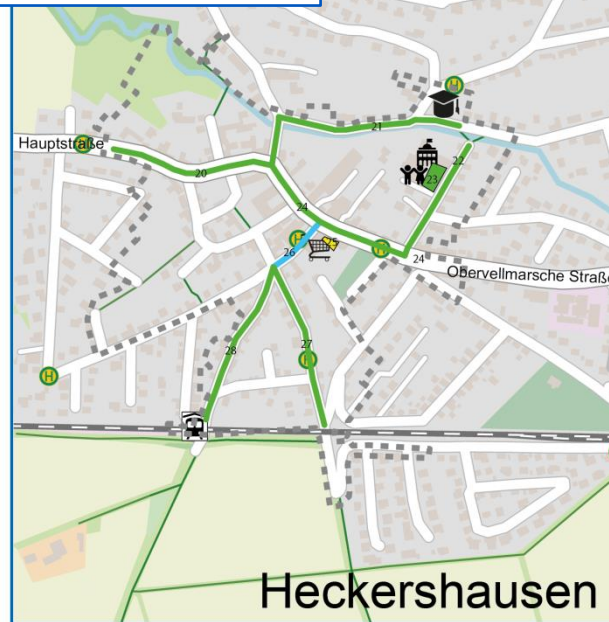 H
H
21
Hauptstraße
20
22
23
24
H
26
H
24
Obervellmarsche Straße
28
27
H
H
Heckershausen